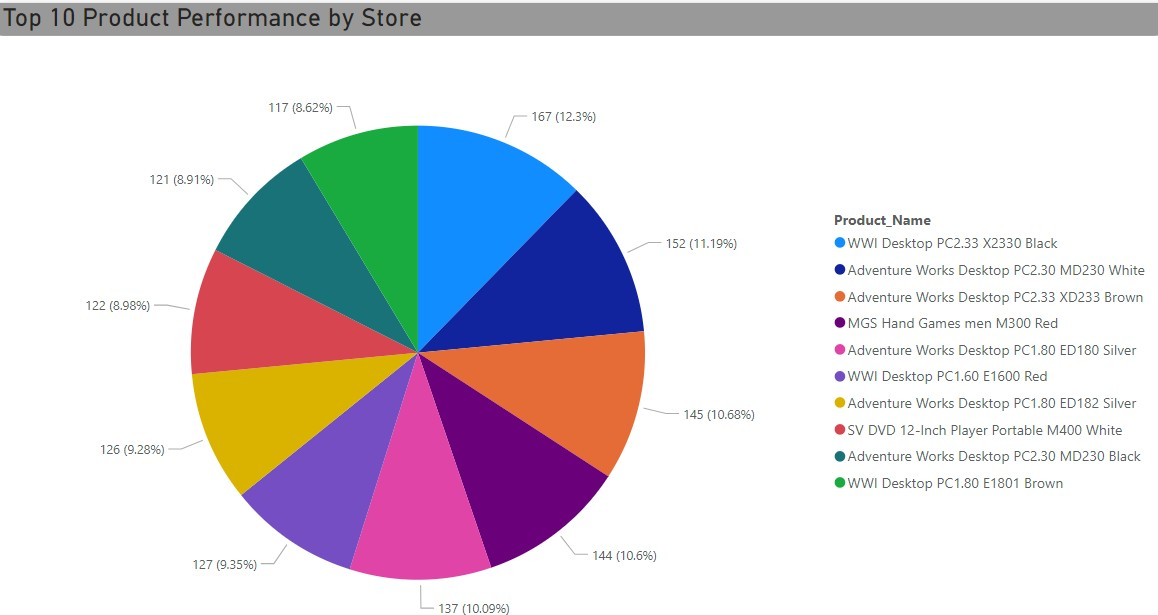 Top 10 Product Performance by Store
117 (8.62%)
167 (12.3%)
121 (8.91%)
152 (11.19%)
122 (8.98%)
145 (10.68%)
126 (9.28%)
144 (10.6%)
127 (9.35%)
137 (10.09%)
Product_Name
WWI Desktop PC2.33 X2330 Black
Adventure Works Desktop PC2.30 MD230 White
Adventure Works Desktop PC2.33 XD233 Brown
MGS Hand Games men M300 Red
Adventure Works Desktop PC1.80 ED180 Silver
WWI Desktop PC1.60 E1600 Red
Adventure Works Desktop PC1.80 ED182 Silver
SV DVD 12-Inch Player Portable M400 White
Adventure Works Desktop PC2.30 MD230 Black
WWI Desktop PC1.80 E1801 Brown